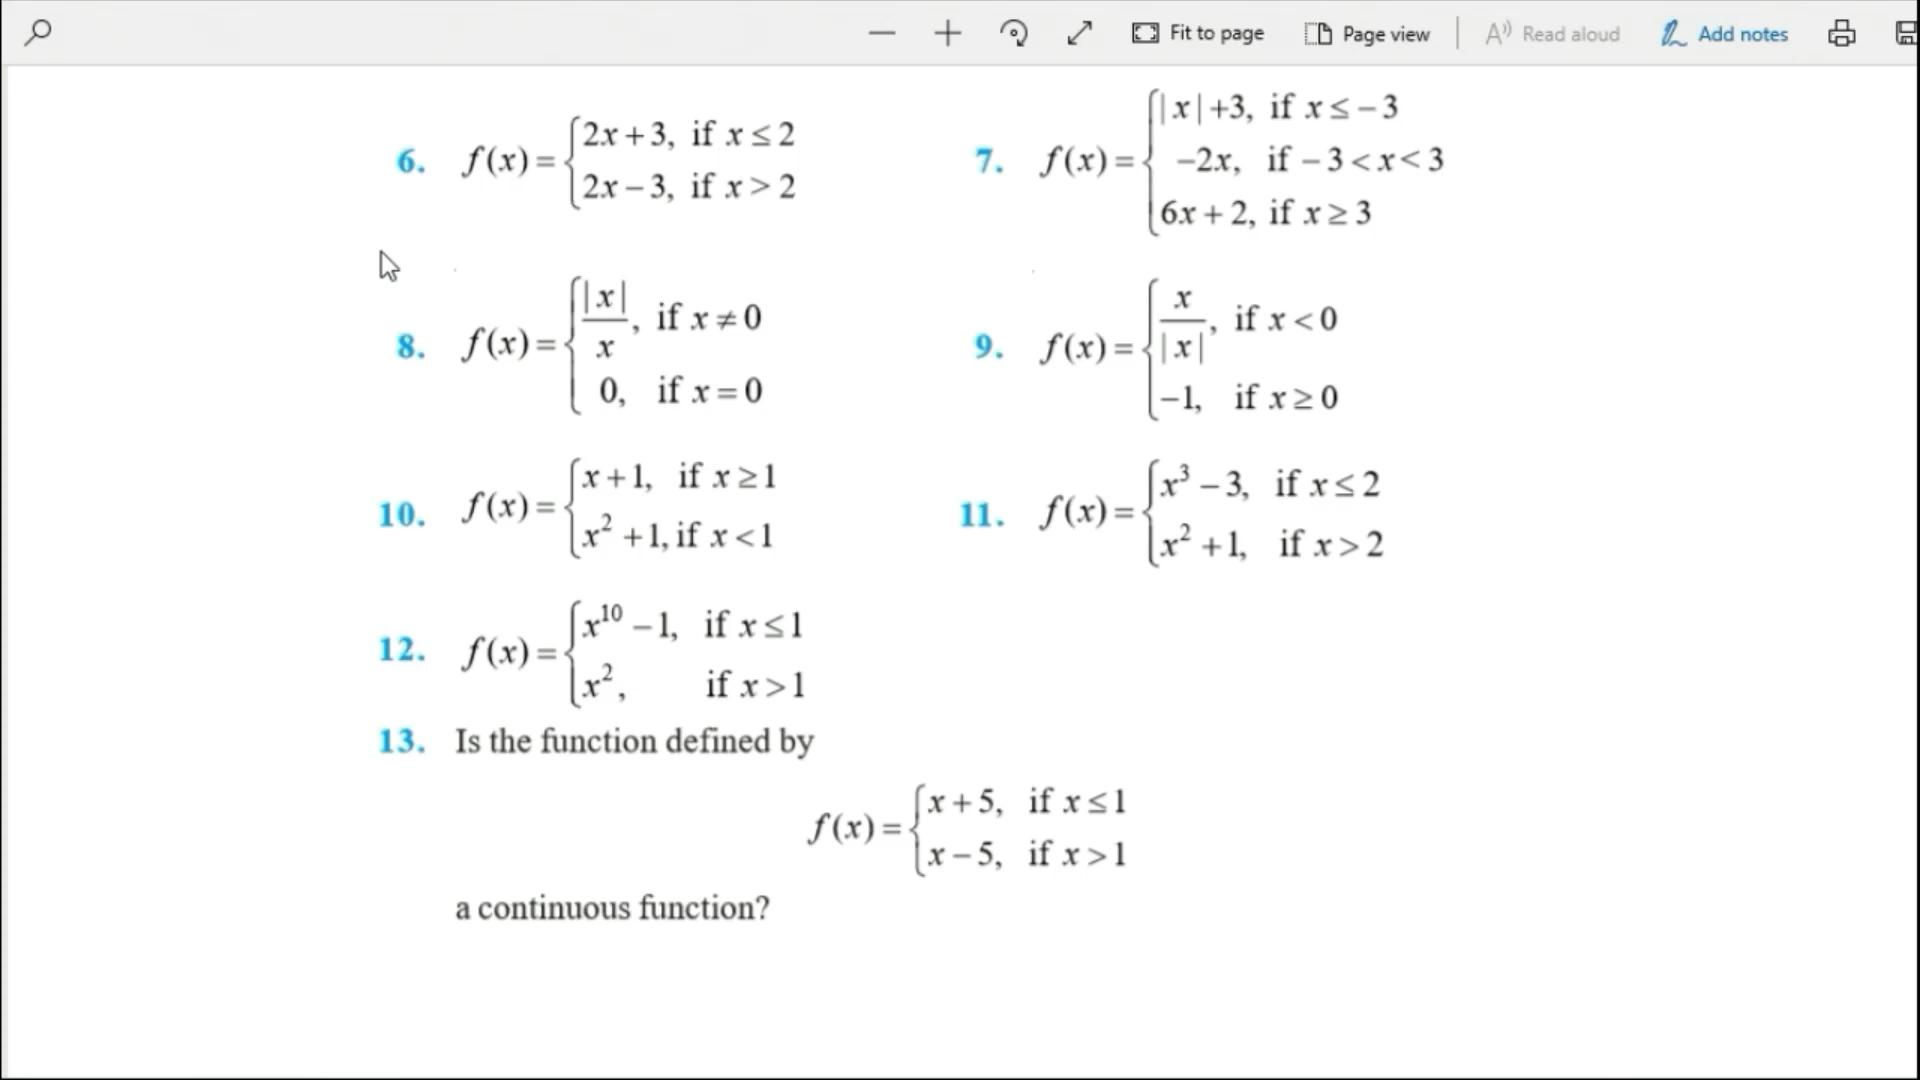 Fit to page Page view Read aloud Add notes
6. f(x) = {2x + 3, if x ≤ 2
2x − 3, if x > 2
7. f(x) = {|x| +3, if x ≤ −3
−2x, if −3 < x < 3
6x + 2, if x ≥ 3
8. f(x) = {|x|/x, if x ≠ 0
0, if x = 0
9. f(x) = {x/|x|, if x < 0
−1, if x ≥ 0
10. f(x) = {x + 1, if x ≥ 1
x² + 1, if x < 1
11. f(x) = {x³ − 3, if x ≤ 2
x² + 1, if x > 2
12. f(x) = {x¹⁰ − 1, if x ≤ 1
x², if x > 1
13. Is the function defined by
f(x) = {x + 5, if x ≤ 1
x − 5, if x > 1
a continuous function?